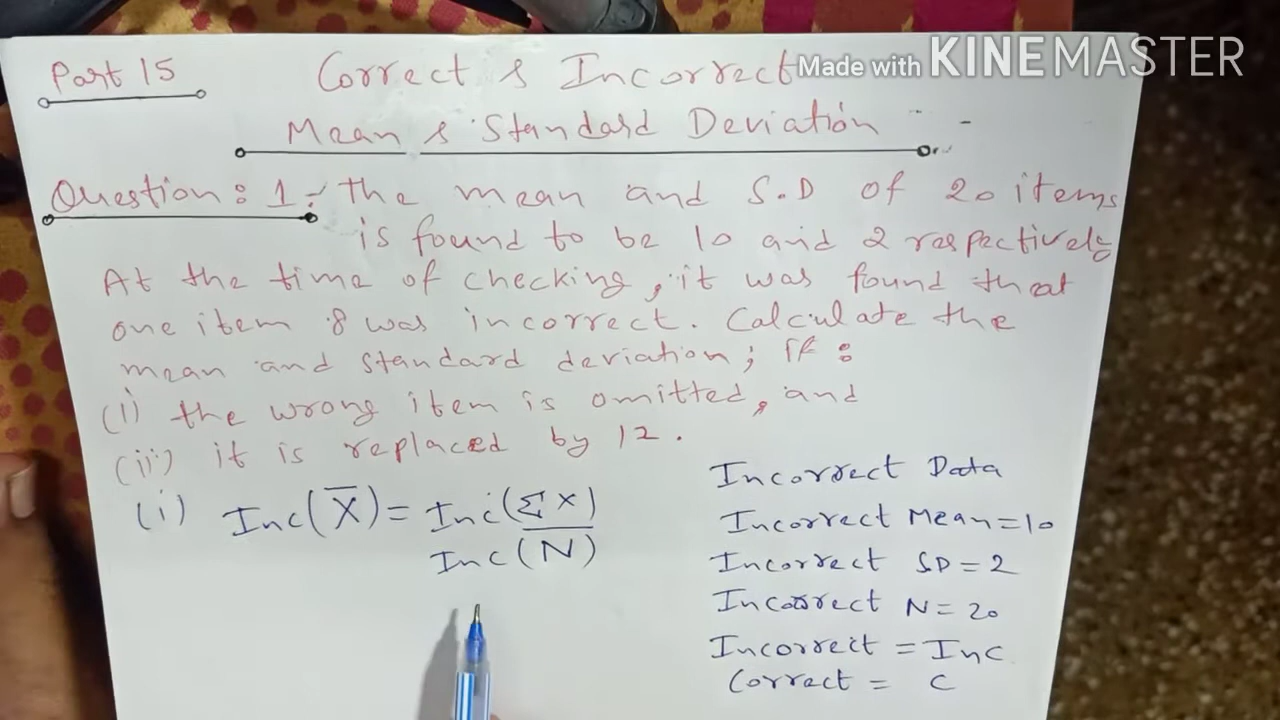 Part 15
Correct & Incorrect
Made with KINEMASTER
Mean & Standard Deviation
Question: 1:- The mean and S.D of 20 items
is found to be 10 and 2 respectively
At the time of checking, it was found that
one item 8 was incorrect. Calculate the
mean and standard deviation; if:
(i) the wrong item is omitted, and
(ii) it is replaced by 12.
(i) Inc(X̅) = Inc(Σx)
Inc(N)
Incorrect Data
Incorrect Mean = 10
Incorrect SD = 2
Incorrect N = 20
Incorrect = Inc
Correct = C